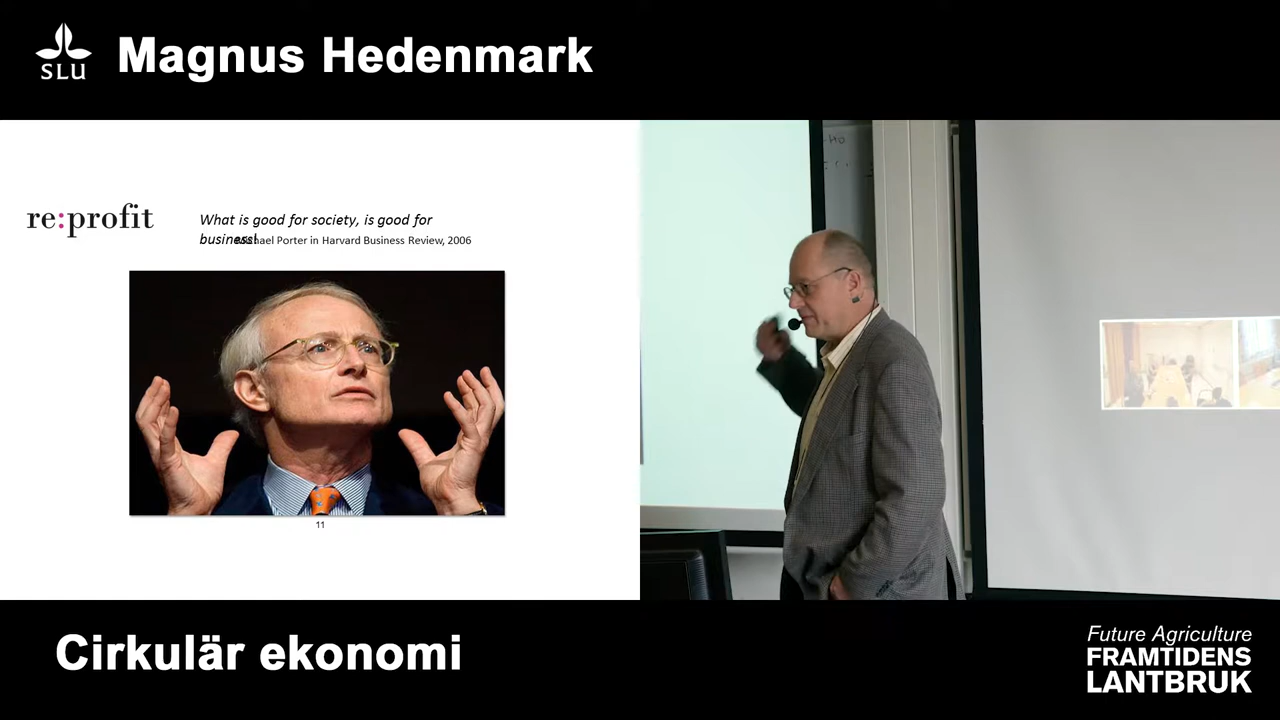 SLU
Magnus Hedenmark
re:profit
What is good for society, is good for
business!
Michael Porter in Harvard Business Review, 2006
11
Cirkulär ekonomi
Future Agriculture
FRAMTIDENS
LANTBRUK